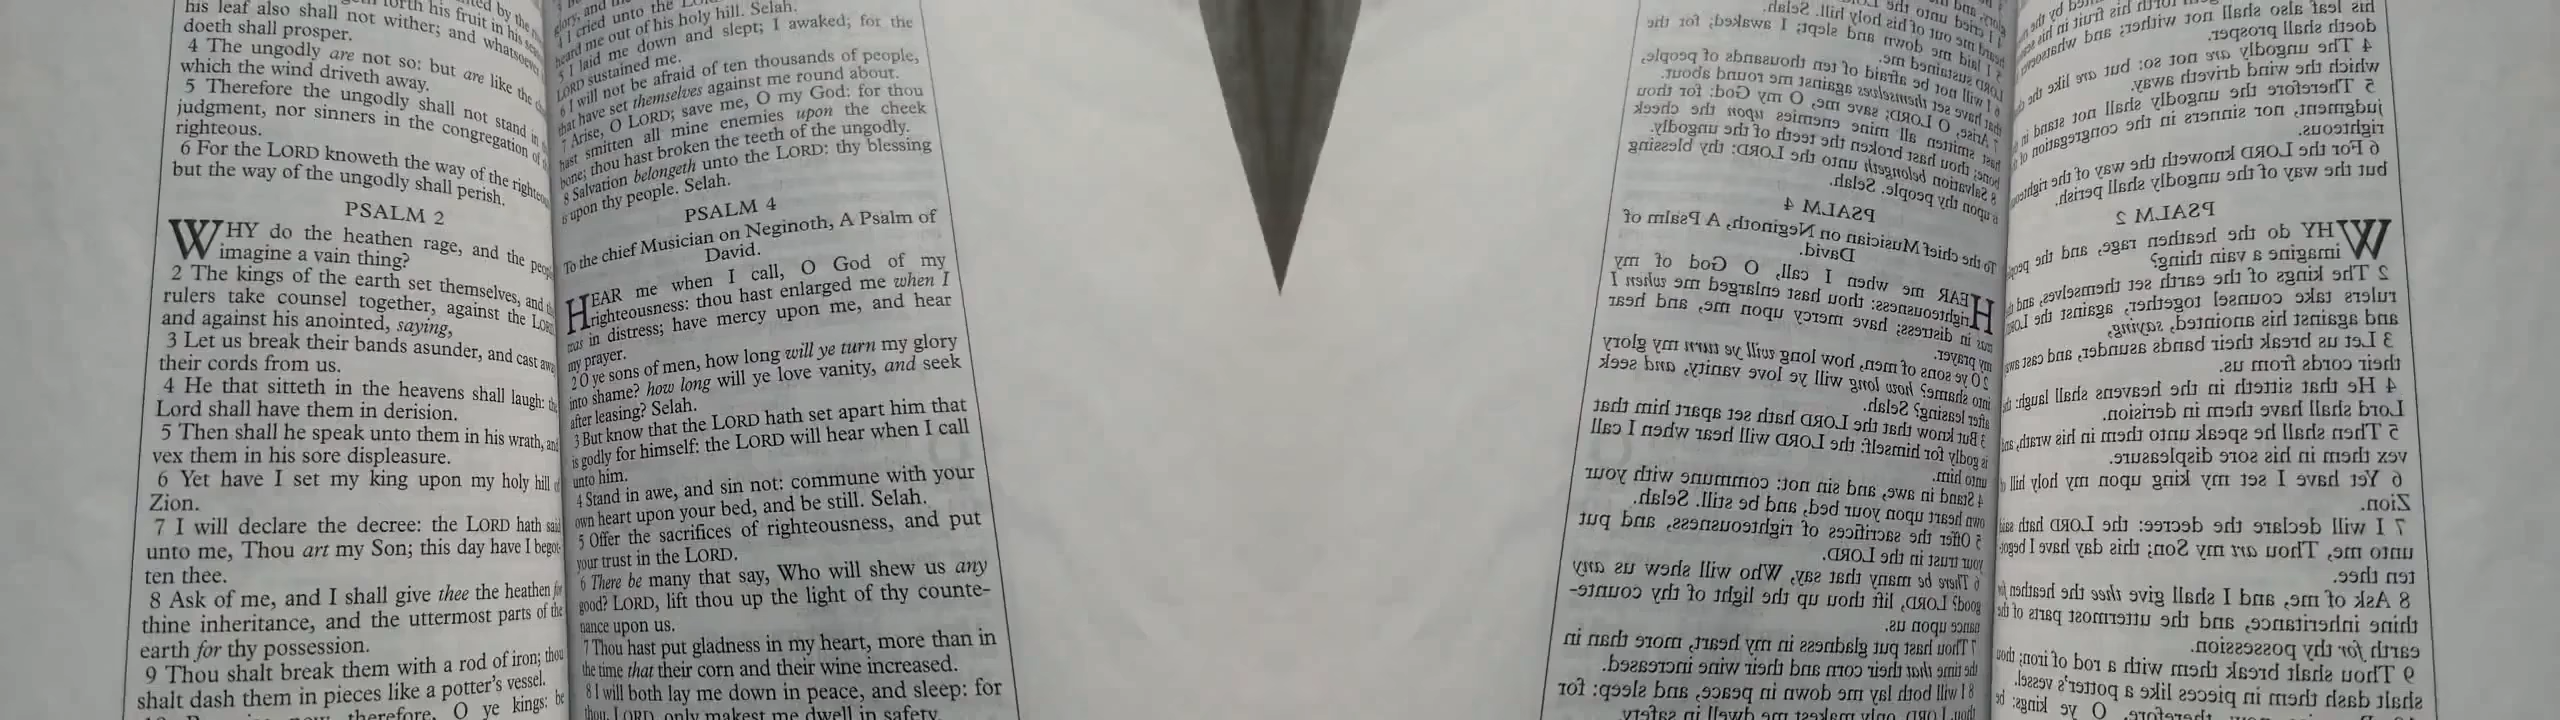 forth his fruit in his
his leaf also shall not wither; and whatsoever
doeth shall prosper.
4 The ungodly are not so: but are like the
which the wind driveth away.
5 Therefore the ungodly shall not stand in
judgment, nor sinners in the congregation of
righteous.
6 For the LORD knoweth the way of the
but the way of the ungodly shall perish.
PSALM 2
WHY do the heathen rage, and the
imagine a vain thing?
2 The kings of the earth set themselves, and
rulers take counsel together, against the LORD
and against his anointed, saying,
3 Let us break their bands asunder, and cast
their cords from us.
4 He that sitteth in the heavens shall laugh:
Lord shall have them in derision.
5 Then shall he speak unto them in his wrath, and
vex them in his sore displeasure.
6 Yet have I set my king upon my holy hill
Zion.
7 I will declare the decree: the LORD hath said
unto me, Thou art my Son; this day have I begot-
ten thee.
8 Ask of me, and I shall give thee the heathen
thine inheritance, and the uttermost parts of the
earth for thy possession.
9 Thou shalt break them with a rod of iron; thou
shalt dash them in pieces like a potter's vessel.
therefore, O ye kings: be
glory, and
I cried unto the
heard me out of his holy hill. Selah.
5 I laid me down and slept; I awaked; for the
LORD sustained me.
6 I will not be afraid of ten thousands of people,
that have set themselves against me round about.
7 Arise, O LORD; save me, O my God: for thou
hast smitten all mine enemies upon the cheek
bone; thou hast broken the teeth of the ungodly.
8 Salvation belongeth unto the LORD: thy blessing
is upon thy people. Selah.
PSALM 4
To the chief Musician on Neginoth, A Psalm of
David.
HEAR me when I call, O God of my
righteousness: thou hast enlarged me when I
was in distress; have mercy upon me, and hear
my prayer.
2 O ye sons of men, how long will ye turn my glory
into shame? how long will ye love vanity, and seek
after leasing? Selah.
3 But know that the LORD hath set apart him that
is godly for himself: the LORD will hear when I call
unto him.
4 Stand in awe, and sin not: commune with your
own heart upon your bed, and be still. Selah.
5 Offer the sacrifices of righteousness, and put
your trust in the LORD.
6 There be many that say, Who will shew us any
good? LORD, lift thou up the light of thy counte-
nance upon us.
7 Thou hast put gladness in my heart, more than in
the time that their corn and their wine increased.
8 I will both lay me down in peace, and sleep: for
thou, LORD, only makest me dwell in safety.